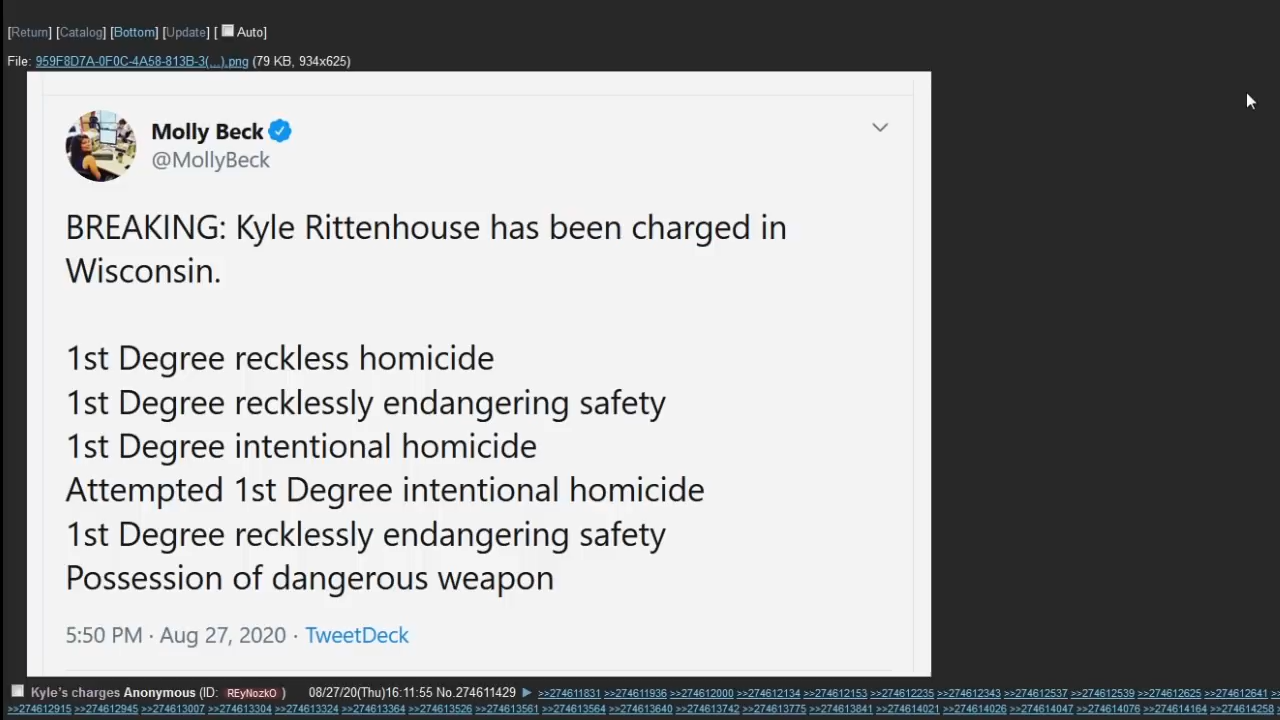 [Return] [Catalog] [Bottom] [Update] [ Auto]
File: 959F8D7A-0F0C-4A58-813B-3(...).png (79 KB, 934x625)
Molly Beck
@MollyBeck
BREAKING: Kyle Rittenhouse has been charged in
Wisconsin.
1st Degree reckless homicide
1st Degree recklessly endangering safety
1st Degree intentional homicide
Attempted 1st Degree intentional homicide
1st Degree recklessly endangering safety
Possession of dangerous weapon
5:50 PM · Aug 27, 2020 · TweetDeck
Kyle's charges Anonymous (ID: REyNozkO ) 08/27/20(Thu)16:11:55 No.274611429 ▶ >>274611831 >>274611936 >>274612000 >>274612134 >>274612153 >>274612235 >>274612343 >>274612537 >>274612539 >>274612625 >>274612641 >
>>274612915 >>274612945 >>274613007 >>274613304 >>274613324 >>274613364 >>274613526 >>274613561 >>274613564 >>274613640 >>274613742 >>274613775 >>274613841 >>274614021 >>274614026 >>274614047 >>274614076 >>274614164 >>274614258